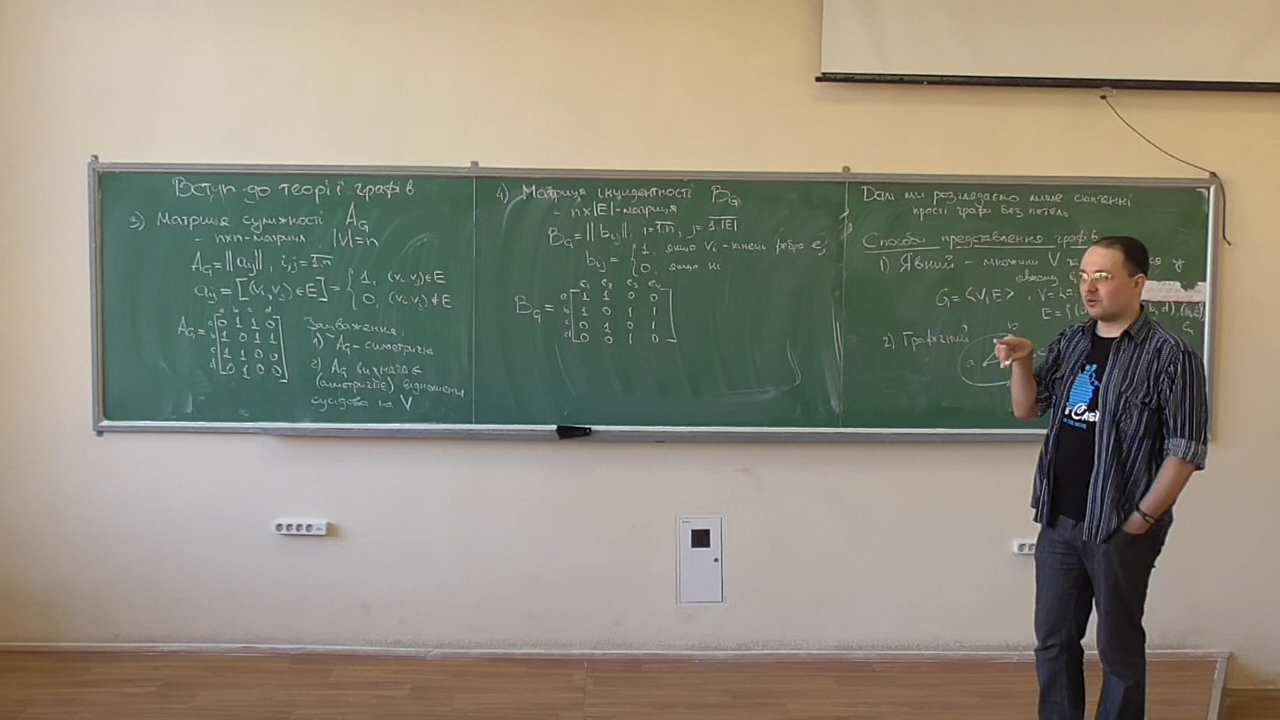 Вступ до теорії графів
3) Матриця суміжності A_G
- n×n-матриця |V|=n
A_G = ||a_ij||, i,j = 1,n
a_ij = [(v_i, v_j) ∈ E] = { 1, (v_i, v_j) ∈ E
0, (v_i, v_j) ∉ E
a b c d
A_G =
a 0 1 1 0
b 1 0 1 1
c 1 1 0 0
d 0 1 0 0
Зауваження.
1) A_G - симетрична
2) A_G визначає
(симетричне) відношення
сусідства на V
4) Матриця інцидентності B_G
- n×|E|-матриця
B_G = ||b_ij||, i=1,n, j=1,|E|
b_ij = { 1, якщо v_i - кінець ребра e_j
0, якщо ні
e_1 e_2 e_3 e_4
B_G =
a 1 1 0 0
b 1 0 1 1
c 0 1 0 1
d 0 0 1 0
Далі ми розглядаємо лише скінченні
прості графи без петель
Способи представлення графів
1) Явний - множини V
G = <V, E>, V = {a
E = {(
b, d), (b, c)
e_4
2) Графічний
b
a